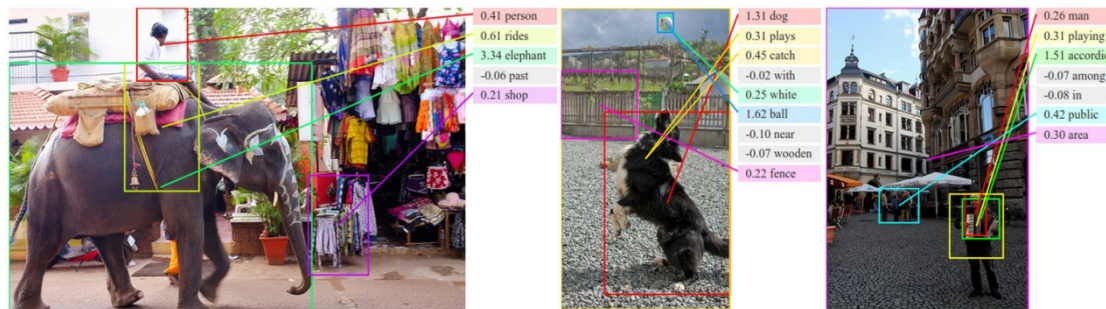 0.41 person
0.61 rides
3.34 elephant
-0.06 past
0.21 shop
1.31 dog
0.31 plays
0.45 catch
-0.02 with
0.25 white
1.62 ball
-0.10 near
-0.07 wooden
0.22 fence
0.26 man
0.31 playing
1.51 accordic
-0.07 among
-0.08 in
0.42 public
0.30 area